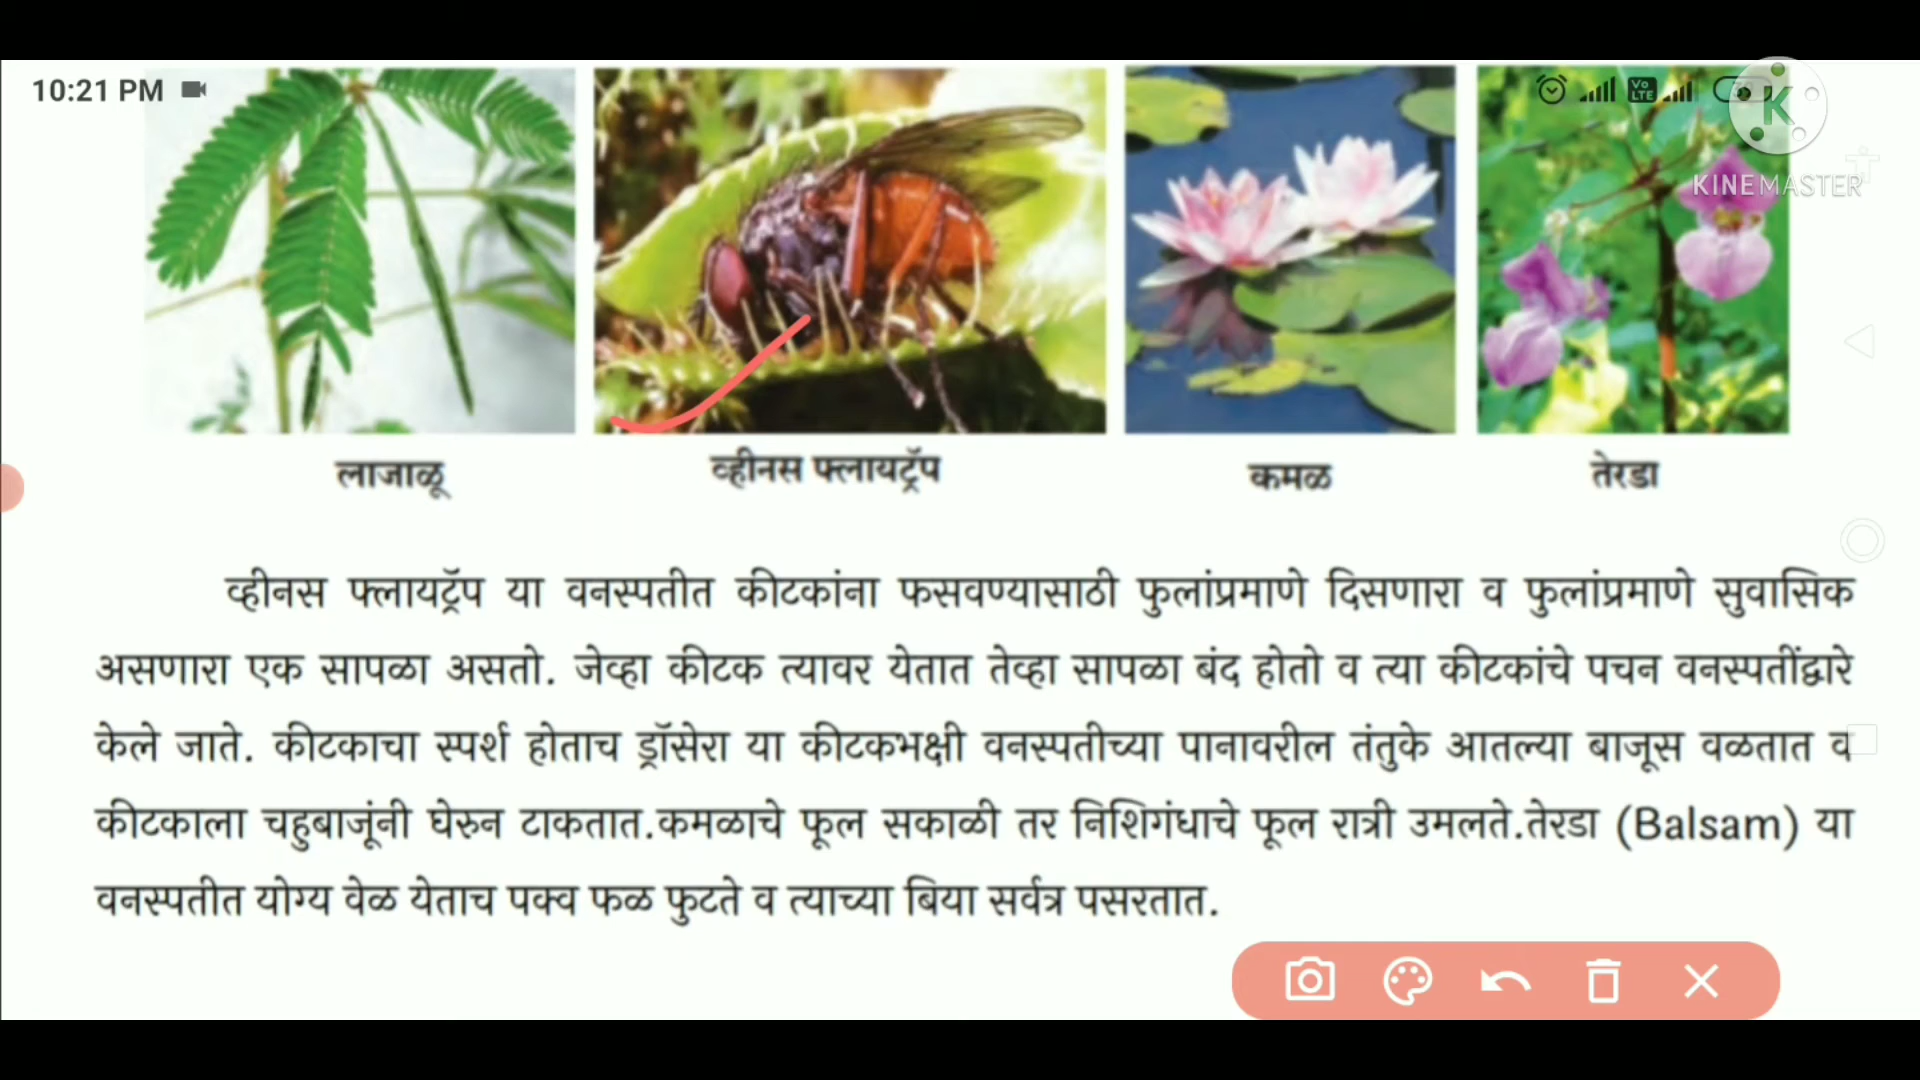 10:21 PM
Vo LTE
K
KINEMASTER
लाजाळू
व्हीनस फ्लायट्रॅप
कमळ
तेरडा
व्हीनस फ्लायट्रॅप या वनस्पतीत कीटकांना फसवण्यासाठी फुलांप्रमाणे दिसणारा व फुलांप्रमाणे सुवासिक
असणारा एक सापळा असतो. जेव्हा कीटक त्यावर येतात तेव्हा सापळा बंद होतो व त्या कीटकांचे पचन वनस्पतींद्वारे
केले जाते. कीटकाचा स्पर्श होताच ड्रॉसेरा या कीटकभक्षी वनस्पतीच्या पानावरील तंतुके आतल्या बाजूस वळतात व
कीटकाला चहुबाजूंनी घेरुन टाकतात.कमळाचे फूल सकाळी तर निशिगंधाचे फूल रात्री उमलते.तेरडा (Balsam) या
वनस्पतीत योग्य वेळ येताच पक्व फळ फुटते व त्याच्या बिया सर्वत्र पसरतात.